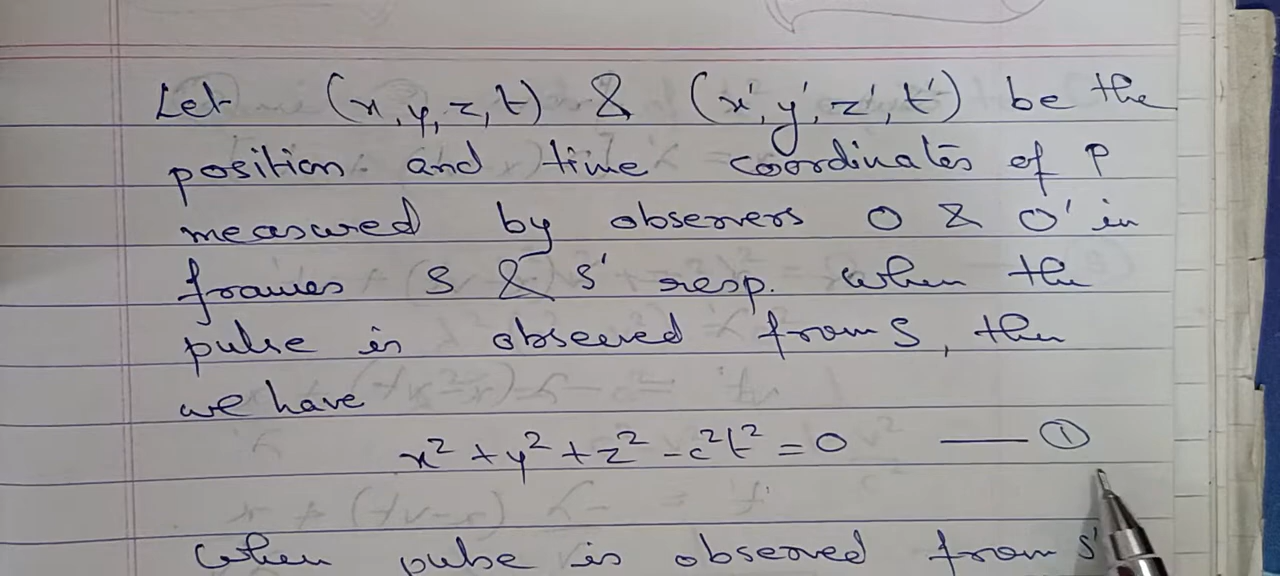 Let (x, y, z, t) & (x', y', z', t') be the
position and time coordinates of P
measured by observers O & O' in
frames S & S' resp. when the
pulse is observed from S, then
we have
x² + y² + z² - c²t² = 0 —— ①
when pulse is observed from S'